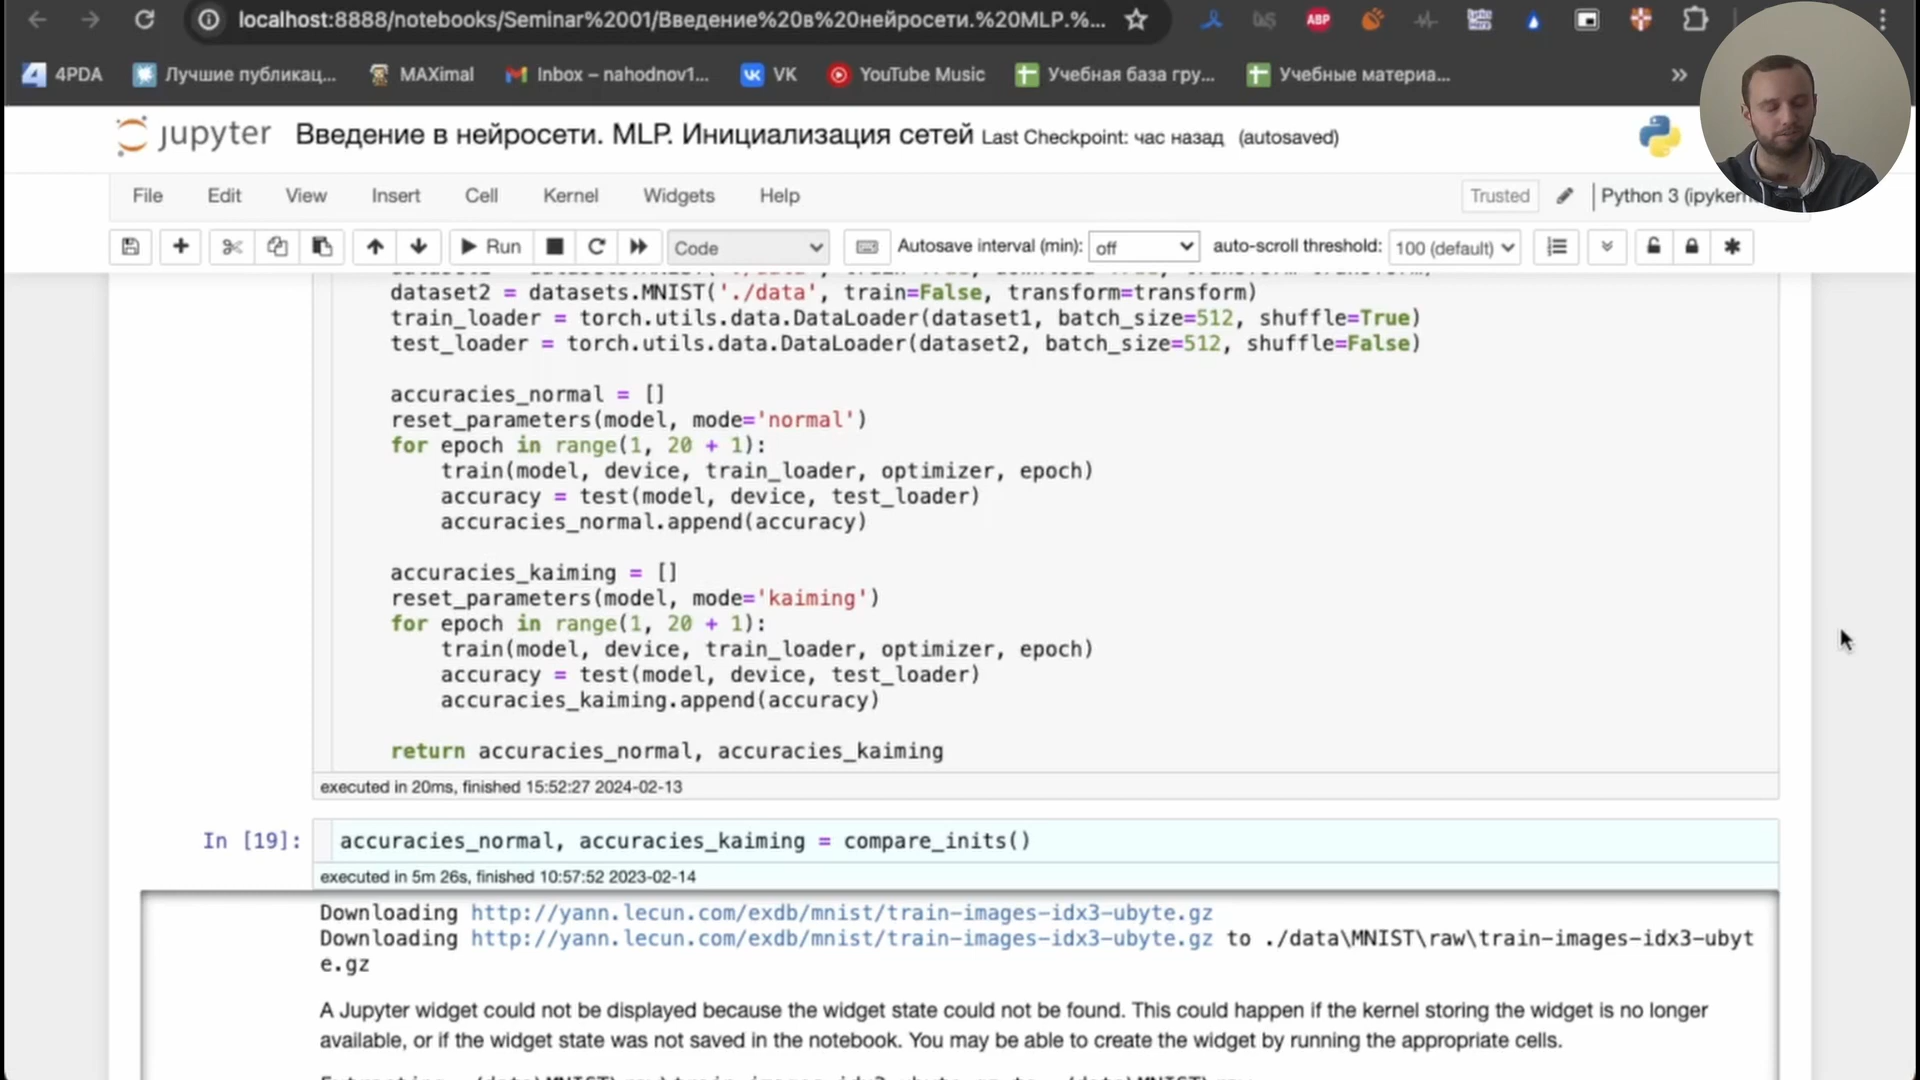 localhost:8888/notebooks/Seminar%2001/Введение%20в%20нейросети.%20MLP.%...
ABP
4PDA Лучшие публикац... MAXimal Inbox – nahodnov1... VK YouTube Music Учебная база гру... Учебные материа... »
jupyter Введение в нейросети. MLP. Инициализация сетей Last Checkpoint: час назад (autosaved)
File Edit View Insert Cell Kernel Widgets Help Trusted Python 3 (ipykern
Run Code Autosave interval (min): off auto-scroll threshold: 100 (default)
dataset2 = datasets.MNIST('./data', train=False, transform=transform)
train_loader = torch.utils.data.DataLoader(dataset1, batch_size=512, shuffle=True)
test_loader = torch.utils.data.DataLoader(dataset2, batch_size=512, shuffle=False)
accuracies_normal = []
reset_parameters(model, mode='normal')
for epoch in range(1, 20 + 1):
train(model, device, train_loader, optimizer, epoch)
accuracy = test(model, device, test_loader)
accuracies_normal.append(accuracy)
accuracies_kaiming = []
reset_parameters(model, mode='kaiming')
for epoch in range(1, 20 + 1):
train(model, device, train_loader, optimizer, epoch)
accuracy = test(model, device, test_loader)
accuracies_kaiming.append(accuracy)
return accuracies_normal, accuracies_kaiming
executed in 20ms, finished 15:52:27 2024-02-13
In [19]: accuracies_normal, accuracies_kaiming = compare_inits()
executed in 5m 26s, finished 10:57:52 2023-02-14
Downloading http://yann.lecun.com/exdb/mnist/train-images-idx3-ubyte.gz
Downloading http://yann.lecun.com/exdb/mnist/train-images-idx3-ubyte.gz to ./data\MNIST\raw\train-images-idx3-ubyt
e.gz
A Jupyter widget could not be displayed because the widget state could not be found. This could happen if the kernel storing the widget is no longer
available, or if the widget state was not saved in the notebook. You may be able to create the widget by running the appropriate cells.